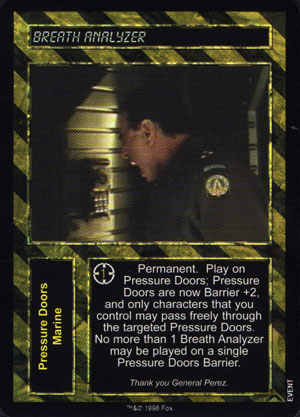 BREATH ANALYZER
Pressure Doors
Marine
Permanent. Play on
Pressure Doors; Pressure
Doors are now Barrier +2,
and only characters that you
control may pass freely through
the targeted Pressure Doors.
No more than 1 Breath Analyzer
may be played on a single
Pressure Doors Barrier.
Thank you General Perez.
EVENT
™&© 1998 Fox